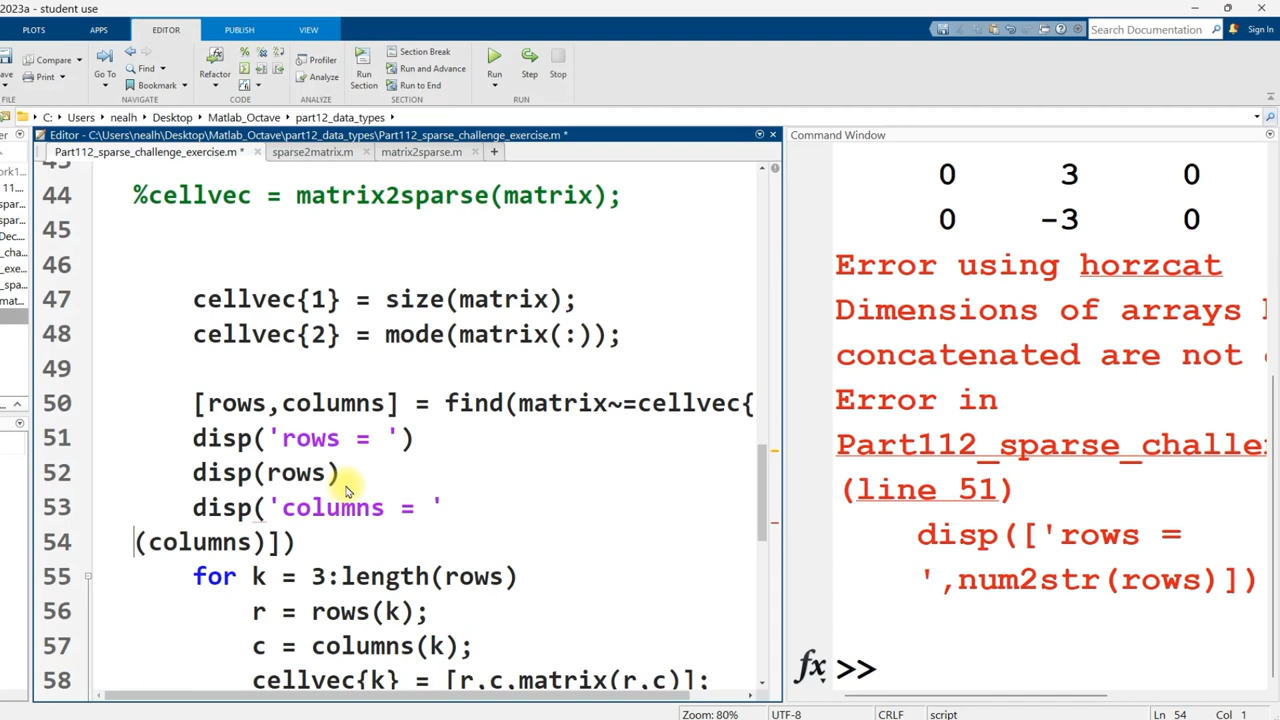 2023a - student use
PLOTS APPS EDITOR PUBLISH VIEW Search Documentation Sign In
Compare Go To Find Refactor Profiler Run Section Section Break Run Step Stop
Print Bookmark Analyze Run and Advance
Run to End
FILE NAVIGATE CODE ANALYZE SECTION RUN
C: Users nealh Desktop Matlab_Octave part12_data_types
Editor - C:\Users\nealh\Desktop\Matlab_Octave\part12_data_types\Part112_sparse_challenge_exercise.m *
Part112_sparse_challenge_exercise.m * sparse2matrix.m matrix2sparse.m
44 %cellvec = matrix2sparse(matrix);
45
46
47 cellvec{1} = size(matrix);
48 cellvec{2} = mode(matrix(:));
49
50 [rows,columns] = find(matrix~=cellvec{
51 disp('rows = ')
52 disp(rows)
53 disp('columns = '
54 (columns)])
55 for k = 3:length(rows)
56 r = rows(k);
57 c = columns(k);
58 cellvec{k} = [r,c,matrix(r,c)];
Command Window
0 3 0
0 -3 0
Error using horzcat
Dimensions of arrays
concatenated are not
Error in
Part112_sparse_challe
(line 51)
disp(['rows =
',num2str(rows)])
fx >>
Zoom: 80% UTF-8 CRLF script Ln 54 Col 1